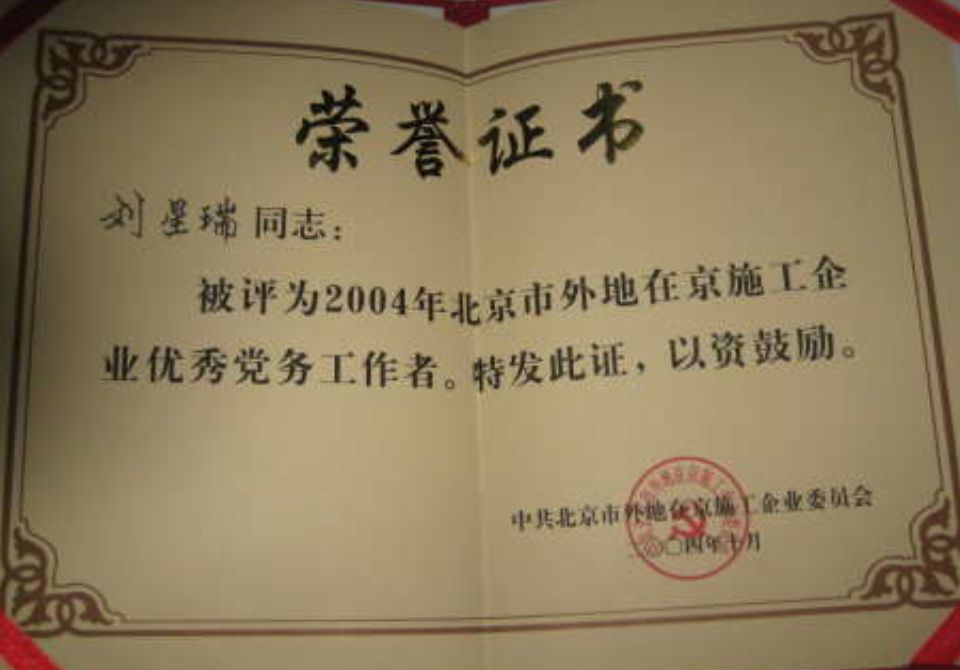 荣誉证书
刘星瑞同志：
被评为2004年北京市外地在京施工企
业优秀党务工作者。特发此证，以资鼓励。
中共北京市外地在京施工企业委员会
二〇〇四年十月